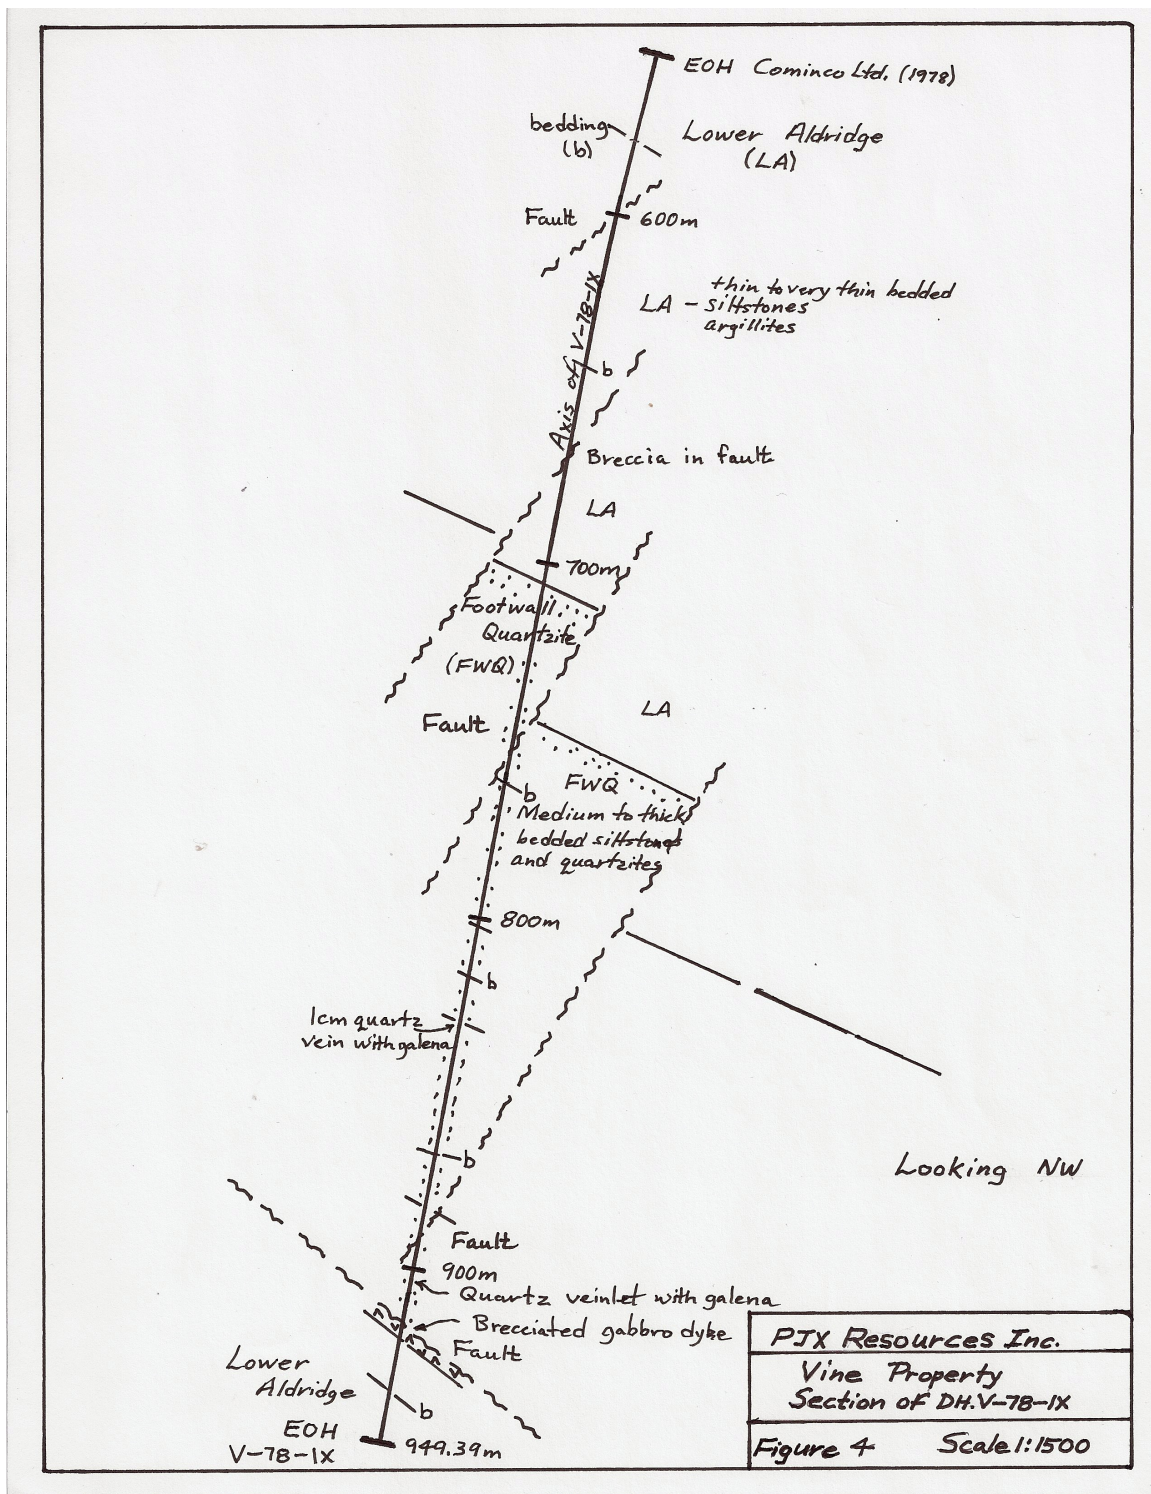 EOH Cominco Ltd. (1978)
bedding
(b)
Lower Aldridge
(LA)
Fault
600m
Axis of V-78-IX
LA - thin to very thin bedded
siltstones
argillites
b
Breccia in fault
LA
700m
Footwall
Quartzite
(FWQ)
LA
Fault
FWQ
b
Medium to thick
bedded siltstones
and quartzites
800m
b
1cm quartz
vein with galena
b
Looking NW
Fault
900m
Quartz veinlet with galena
Brecciated gabbro dyke
Fault
Lower
Aldridge
b
EOH
V-78-IX
949.39m
PJX Resources Inc.
Vine Property
Section of DH.V-78-IX
Figure 4 Scale 1:1500